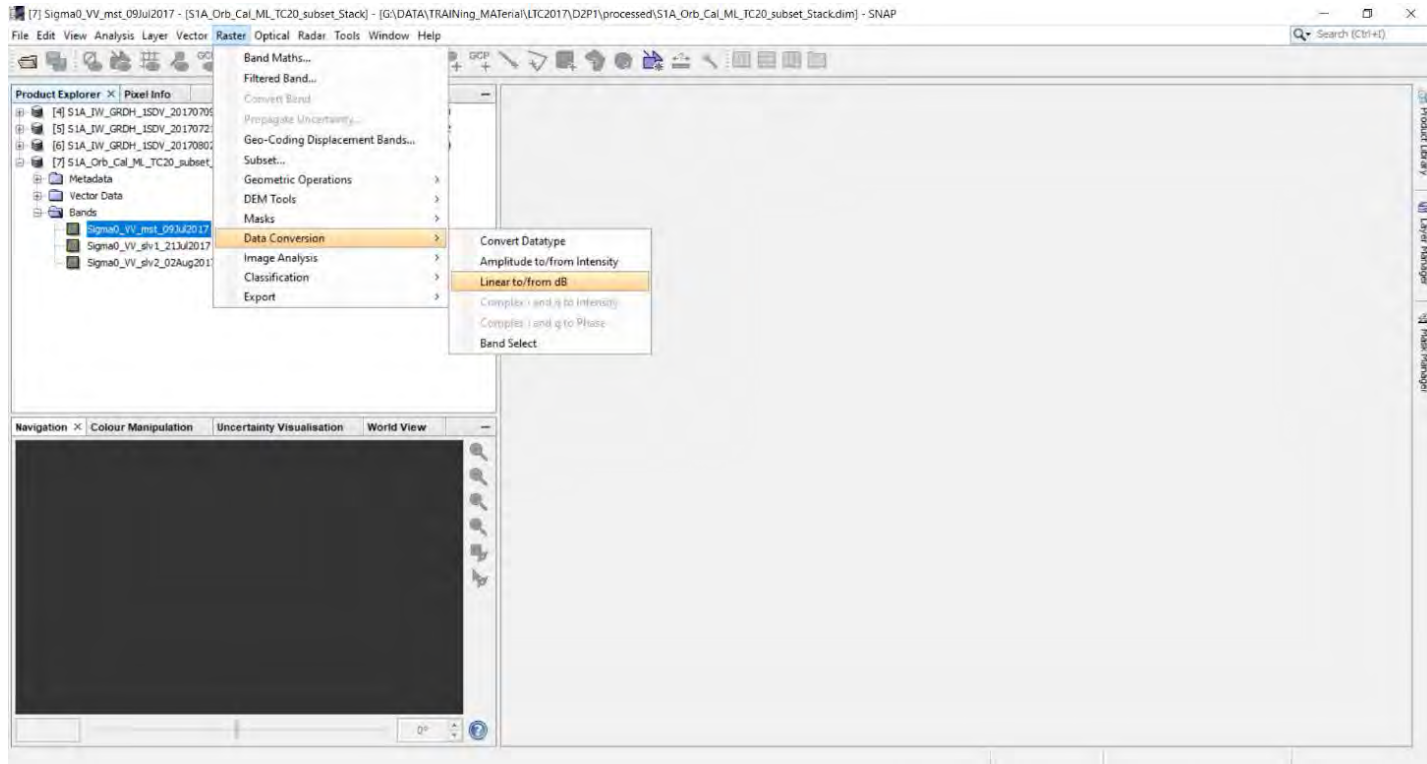 [7] Sigma0_VV_mst_09Jul2017 - [S1A_Orb_Cal_ML_TC20_subset_Stack] - [G:\DATA\TRAINing_MATerial\LTC2017\D2P1\processed\S1A_Orb_Cal_ML_TC20_subset_Stack.dim] - SNAP
File Edit View Analysis Layer Vector Raster Optical Radar Tools Window Help
Search (Ctrl+I)
GCP
Product Explorer Pixel Info
[4] S1A_IW_GRDH_1SDV_20170709
[5] S1A_IW_GRDH_1SDV_2017072
[6] S1A_IW_GRDH_1SDV_20170802
[7] S1A_Orb_Cal_ML_TC20_subset_
Metadata
Vector Data
Bands
Sigma0_VV_mst_09Jul2017
Sigma0_VV_slv1_21Jul2017
Sigma0_VV_slv2_02Aug201
Band Maths...
Filtered Band...
Convert Band
Propagate Uncertainty...
Geo-Coding Displacement Bands...
Subset...
Geometric Operations
DEM Tools
Masks
Data Conversion
Image Analysis
Classification
Export
Convert Datatype
Amplitude to/from Intensity
Linear to/from dB
Complex i and q to Intensity
Complex i and q to Phase
Band Select
Product Library
Layer Manager
Mask Manager
Navigation Colour Manipulation Uncertainty Visualisation World View
0°